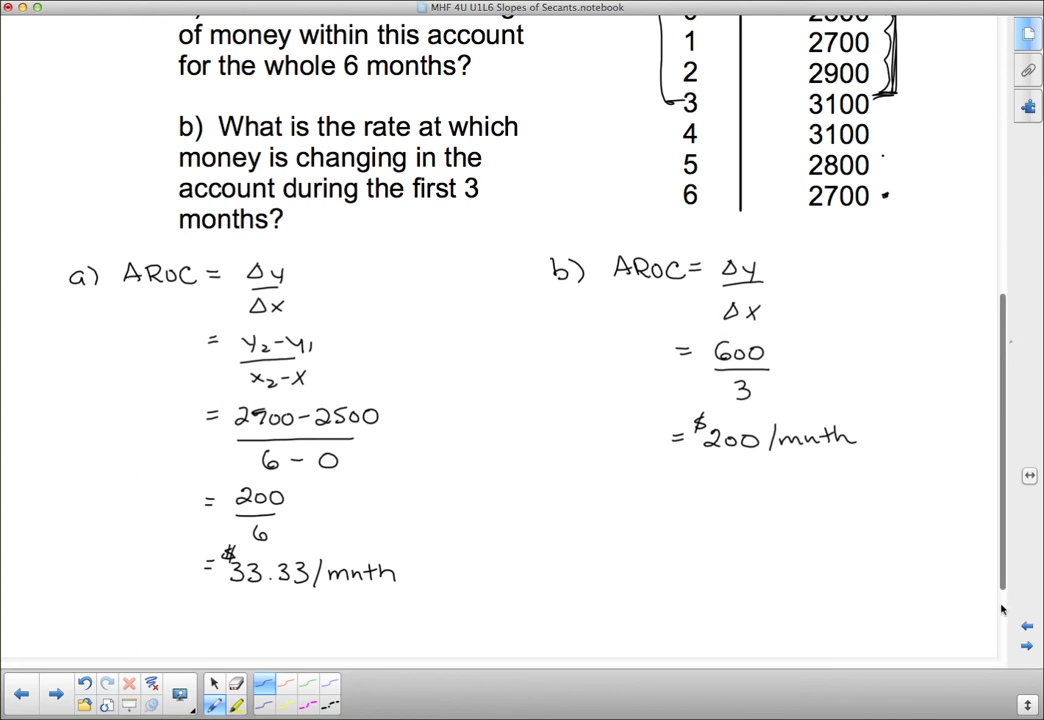 MHF 4U U1L6 Slopes of Secants.notebook
of money within this account
for the whole 6 months?
b) What is the rate at which
money is changing in the
account during the first 3
months?
1 2700
2 2900
3 3100
4 3100
5 2800
6 2700
a) AROC = Δy
Δx
= y₂-y₁
x₂-x
= 2700-2500
6 - 0
= 200
6
= $33.33/mnth
b) AROC = Δy
Δx
= 600
3
= $200/mnth